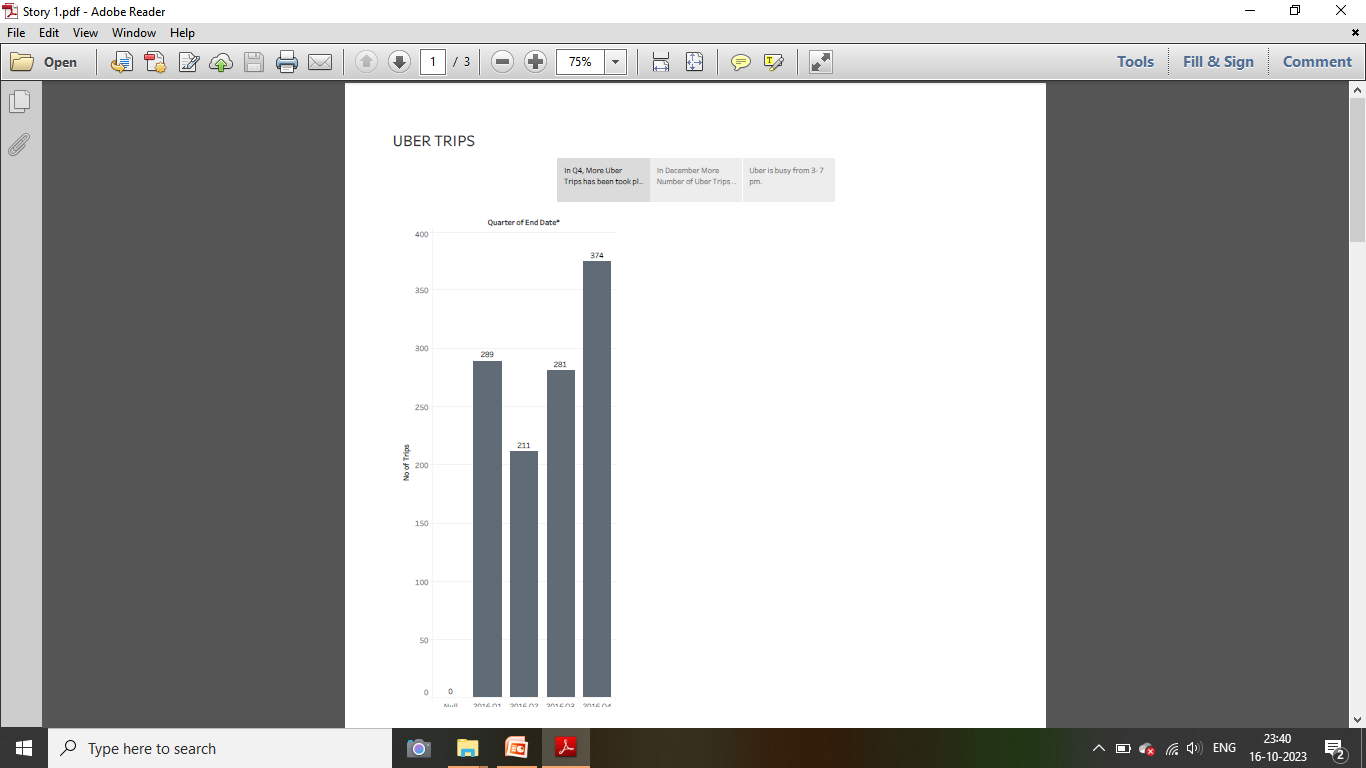 Story 1.pdf - Adobe Reader
File Edit View Window Help
Open
1 / 3
75%
Tools Fill & Sign Comment
UBER TRIPS
In Q4, More Uber
Trips has been took pl..
In December More
Number of Uber Trips ..
Uber is busy from 3- 7
pm.
Quarter of End Date*
400
350
300
250
200
150
100
50
0
No of Trips
0
289
211
281
374
Null 2016 Q1 2016 Q2 2016 Q3 2016 Q4
Type here to search
ENG
23:40
16-10-2023
2